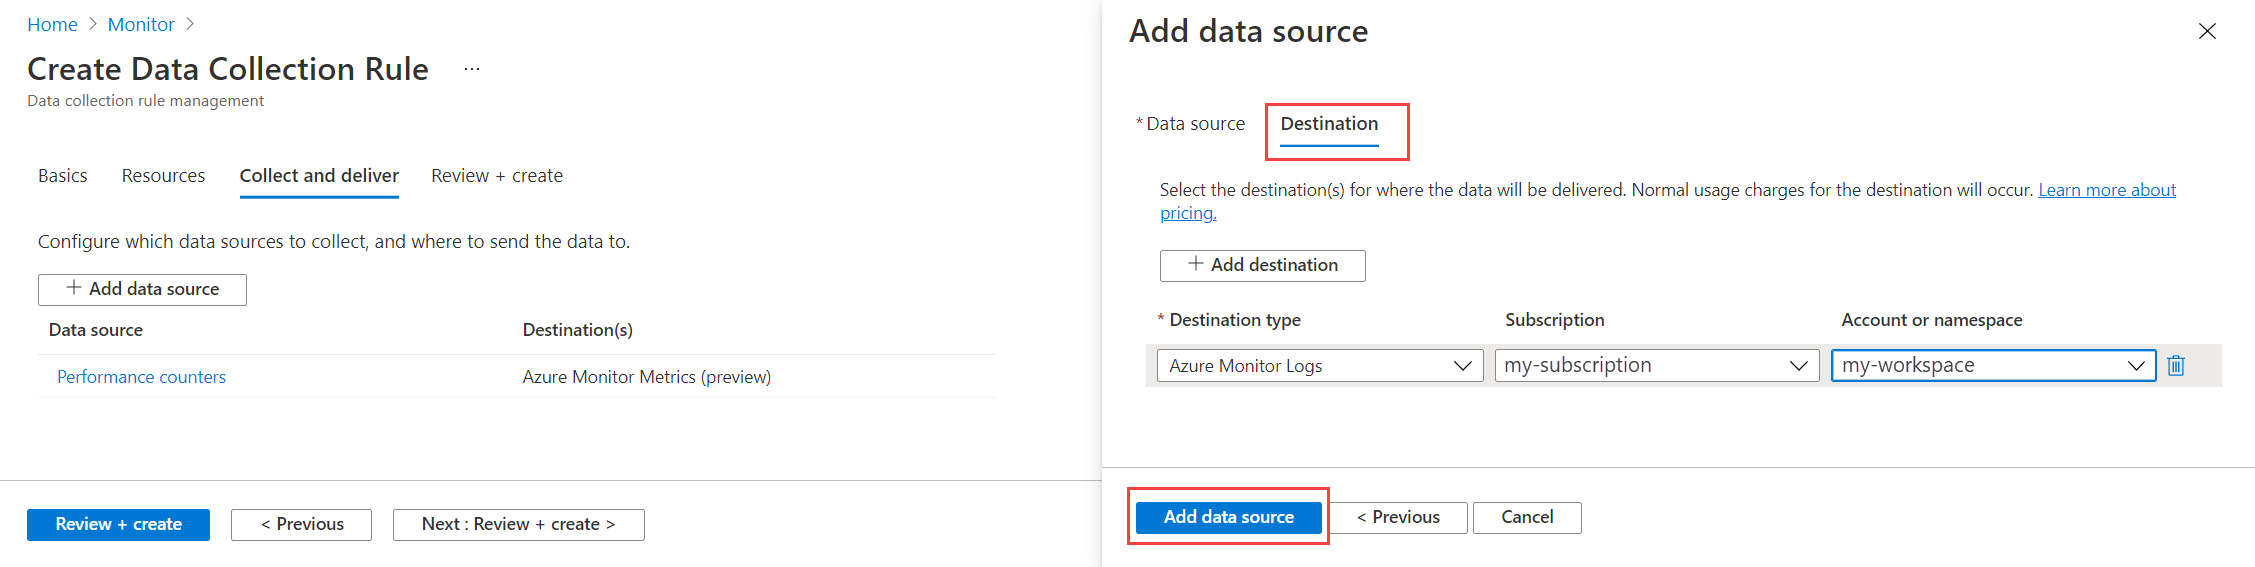 Home > Monitor >
Create Data Collection Rule ...
Data collection rule management
Basics Resources Collect and deliver Review + create
Configure which data sources to collect, and where to send the data to.
+ Add data source
Data source Destination(s)
Performance counters Azure Monitor Metrics (preview)
Review + create < Previous Next : Review + create >
Add data source
* Data source Destination
Select the destination(s) for where the data will be delivered. Normal usage charges for the destination will occur. Learn more about
pricing.
+ Add destination
* Destination type Subscription Account or namespace
Azure Monitor Logs my-subscription my-workspace
Add data source < Previous Cancel